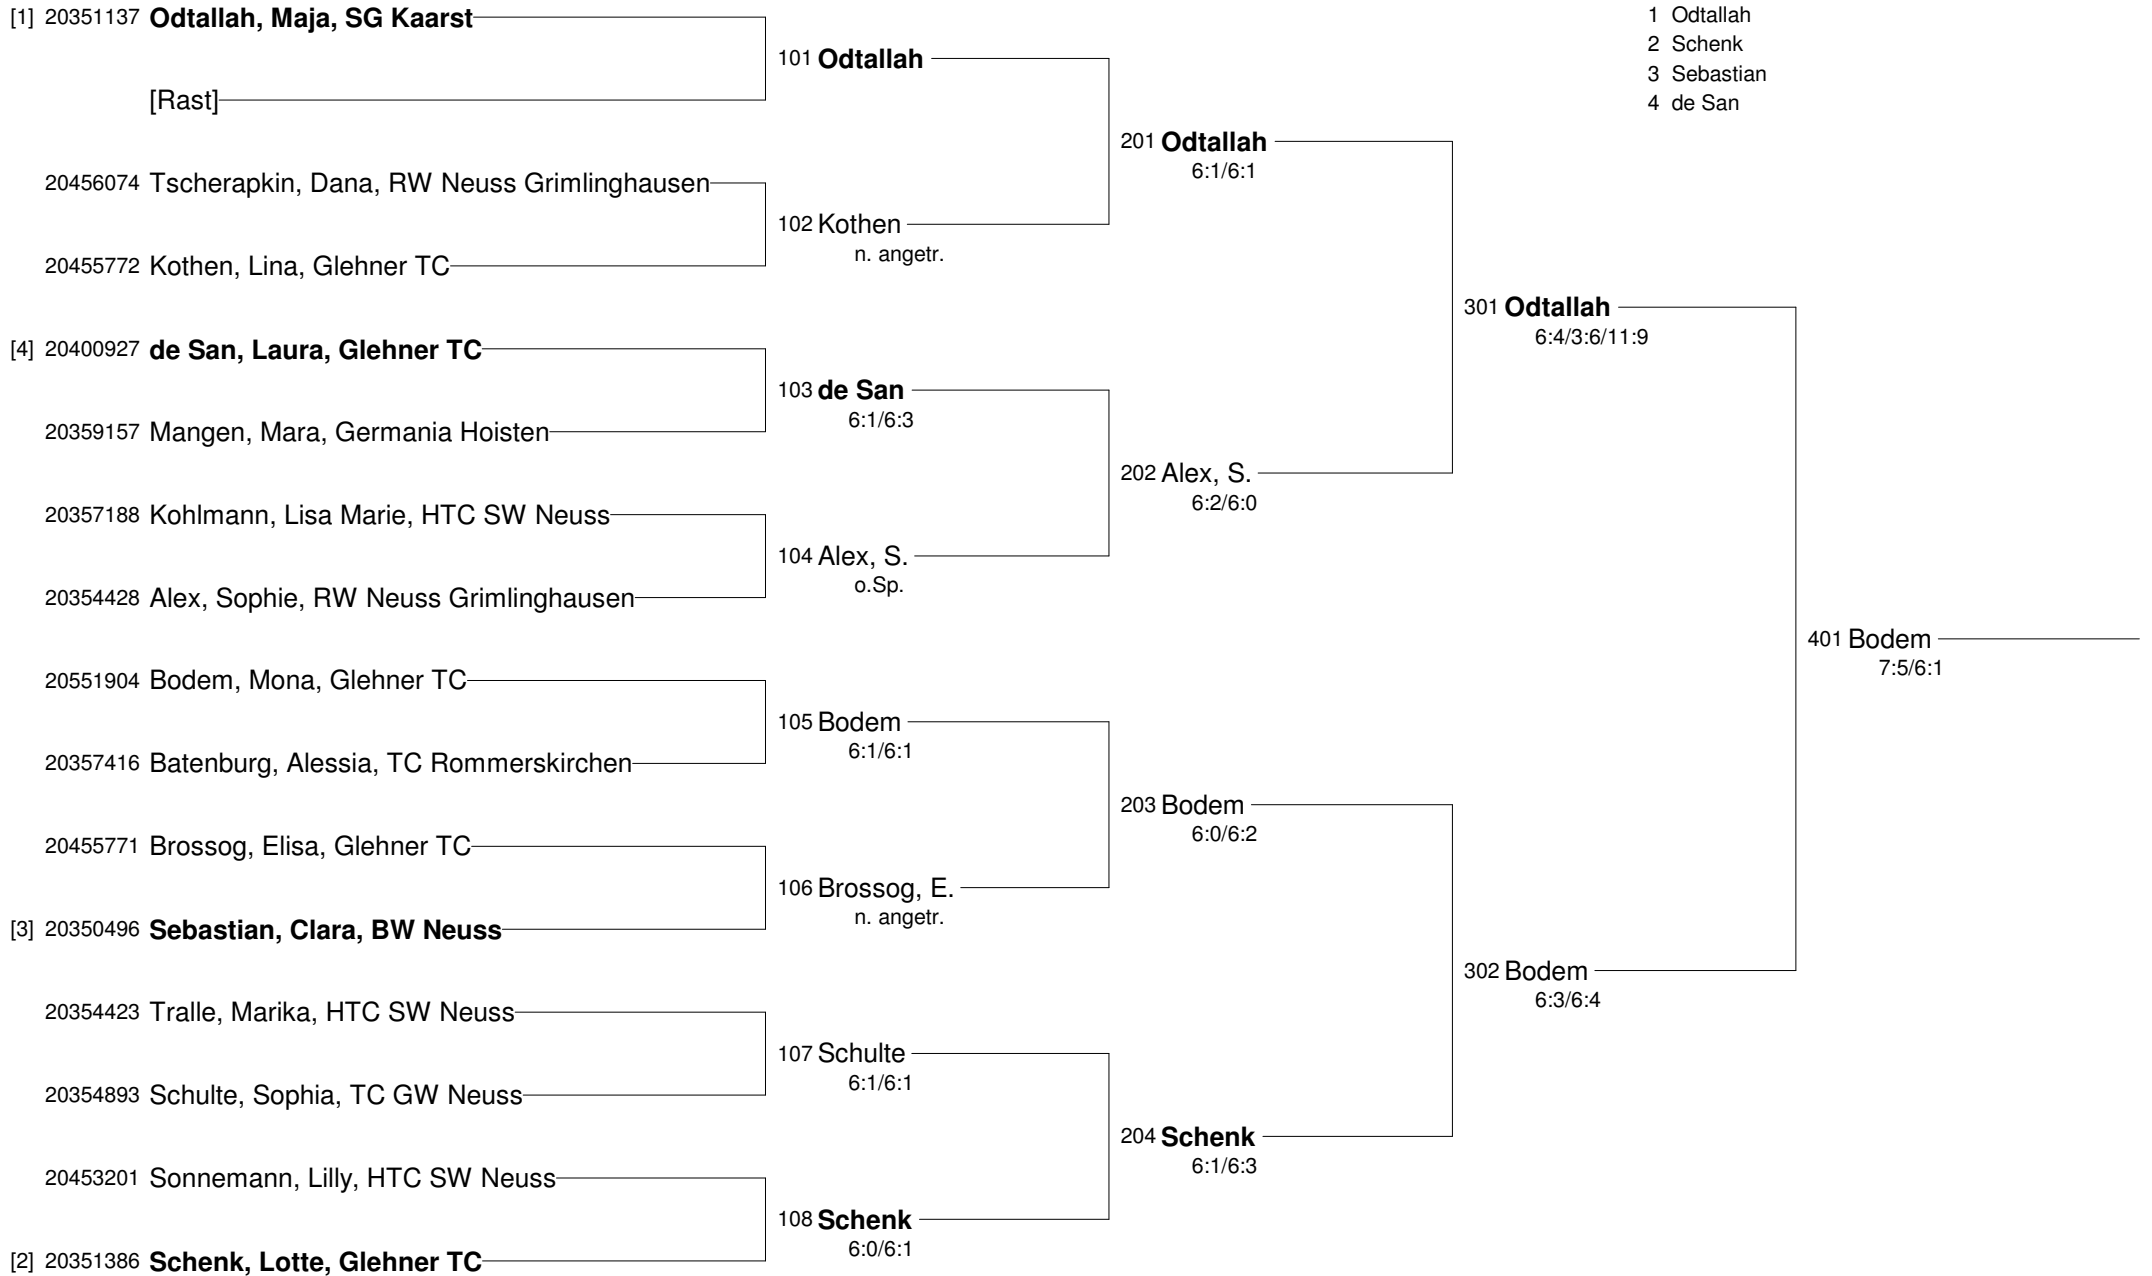 [1] 20351137 Odtallah, Maja, SG Kaarst
[Rast]
20456074 Tscherapkin, Dana, RW Neuss Grimlinghausen
20455772 Kothen, Lina, Glehner TC
[4] 20400927 de San, Laura, Glehner TC
20359157 Mangen, Mara, Germania Hoisten
20357188 Kohlmann, Lisa Marie, HTC SW Neuss
20354428 Alex, Sophie, RW Neuss Grimlinghausen
20551904 Bodem, Mona, Glehner TC
20357416 Batenburg, Alessia, TC Rommerskirchen
20455771 Brossog, Elisa, Glehner TC
[3] 20350496 Sebastian, Clara, BW Neuss
20354423 Tralle, Marika, HTC SW Neuss
20354893 Schulte, Sophia, TC GW Neuss
20453201 Sonnemann, Lilly, HTC SW Neuss
[2] 20351386 Schenk, Lotte, Glehner TC
101 Odtallah
102 Kothen
n. angetr.
103 de San
6:1/6:3
104 Alex, S.
o.Sp.
105 Bodem
6:1/6:1
106 Brossog, E.
n. angetr.
107 Schulte
6:1/6:1
108 Schenk
6:0/6:1
201 Odtallah
6:1/6:1
202 Alex, S.
6:2/6:0
203 Bodem
6:0/6:2
204 Schenk
6:1/6:3
301 Odtallah
6:4/3:6/11:9
302 Bodem
6:3/6:4
401 Bodem
7:5/6:1
1 Odtallah
2 Schenk
3 Sebastian
4 de San